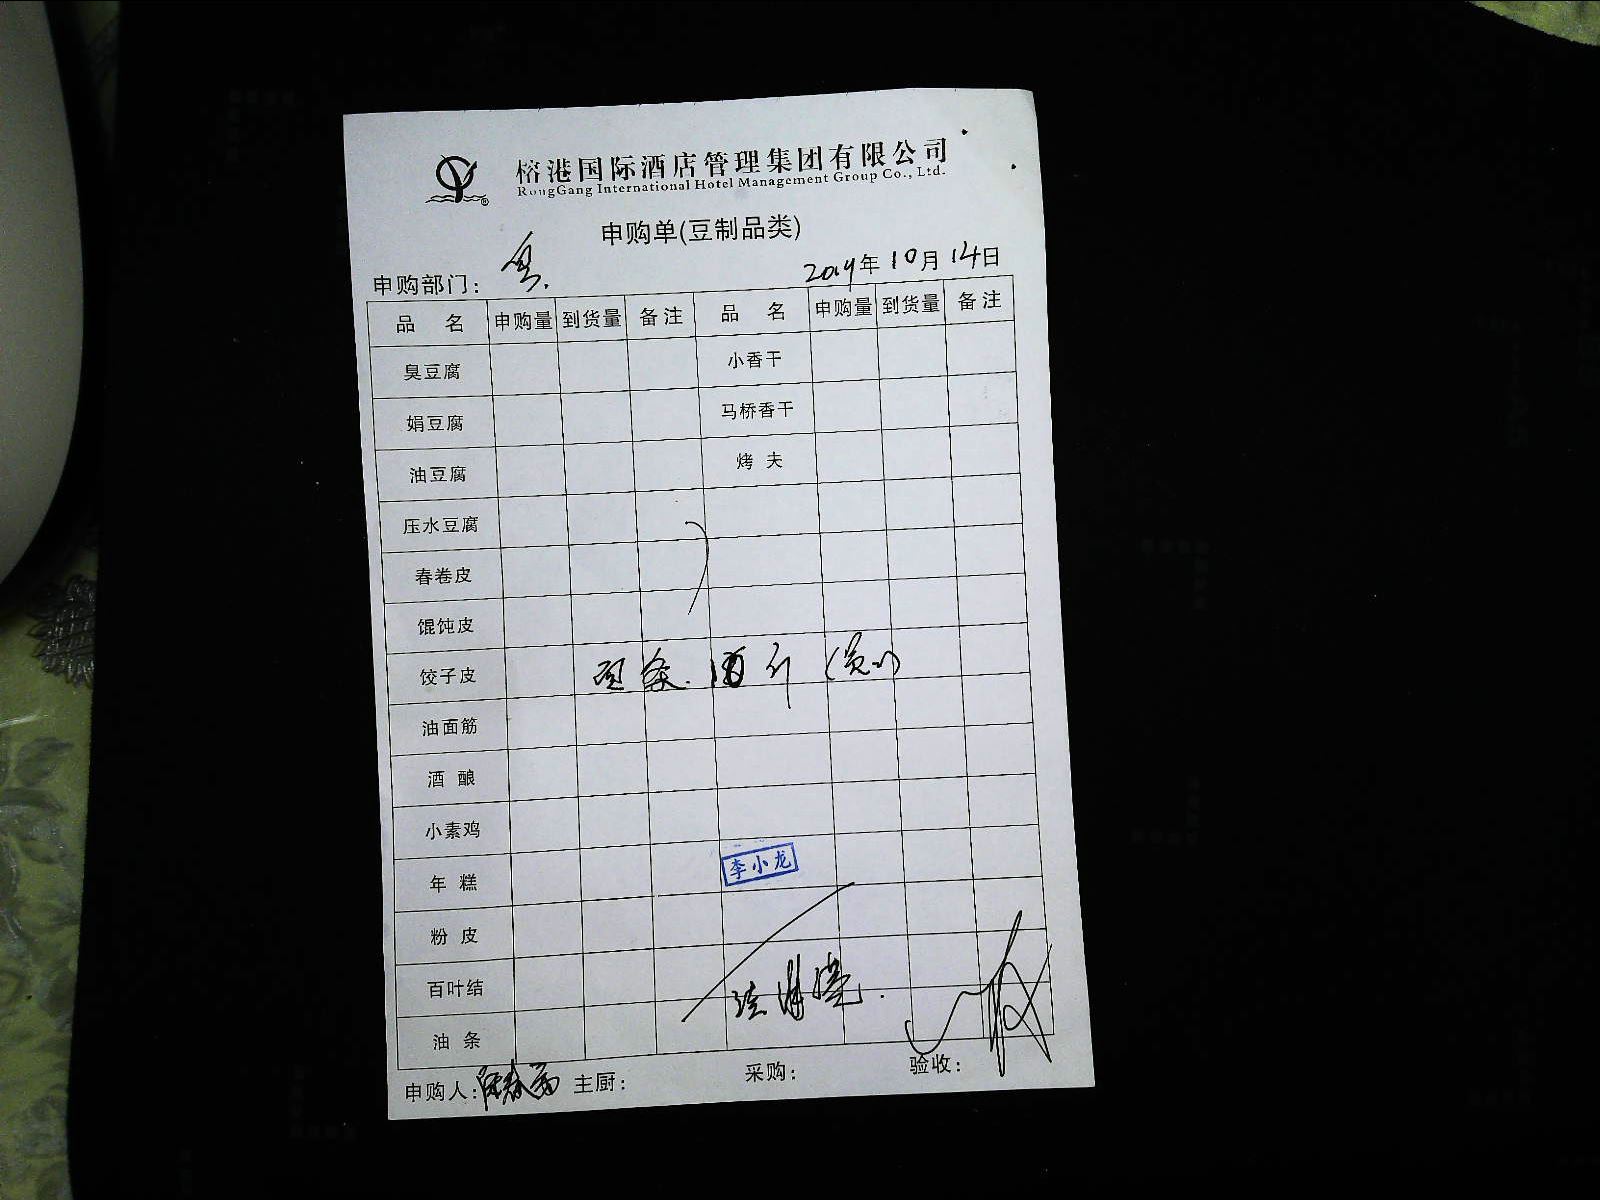 榕港国际酒店管理集团有限公司
RongGang International Hotel Management Group Co., Ltd.
申购单(豆制品类)
申购部门：
2019年10月14日
品 名 申购量 到货量 备注 品 名 申购量 到货量 备注
臭豆腐 小香干
娟豆腐 马桥香干
油豆腐 烤夫
压水豆腐
春卷皮
馄饨皮
饺子皮
油面筋
酒酿
小素鸡
李小龙
年糕
粉皮
百叶结
油条
申购人： 主厨： 采购： 验收：